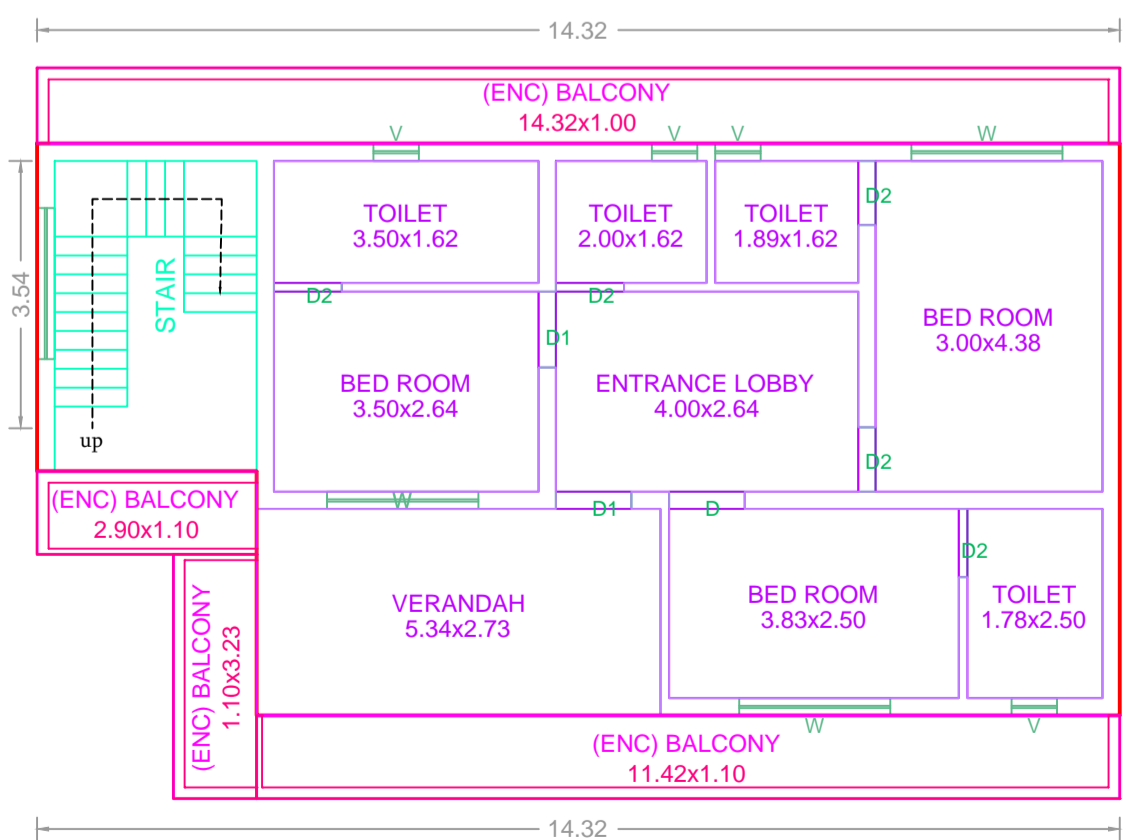 14.32
(ENC) BALCONY
14.32x1.00
V
V
V
W
TOILET
3.50x1.62
TOILET
2.00x1.62
TOILET
1.89x1.62
D2
3.54
STAIR
up
D2
D2
D1
BED ROOM
3.00x4.38
BED ROOM
3.50x2.64
ENTRANCE LOBBY
4.00x2.64
D2
W
D1
D
(ENC) BALCONY
2.90x1.10
D2
(ENC) BALCONY
1.10x3.23
VERANDAH
5.34x2.73
BED ROOM
3.83x2.50
TOILET
1.78x2.50
W
V
(ENC) BALCONY
11.42x1.10
14.32